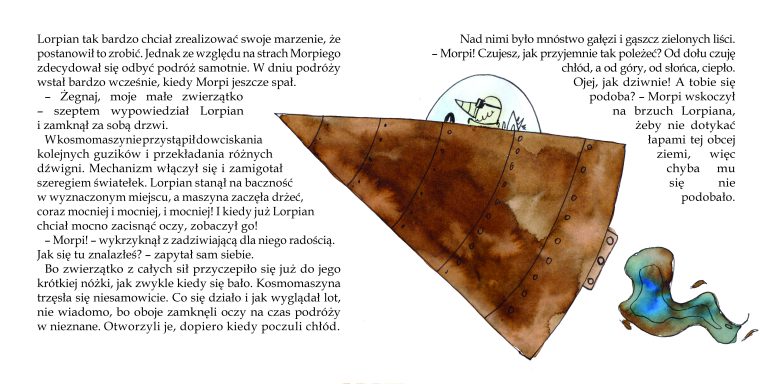 Lorpian tak bardzo chciał zrealizować swoje marzenie, że
postanowił to zrobić. Jednak ze względu na strach Morpiego
zdecydował się odbyć podróż samotnie. W dniu podróży
wstał bardzo wcześnie, kiedy Morpi jeszcze spał.
– Żegnaj, moje małe zwierzątko
– szeptem wypowiedział Lorpian
i zamknął za sobą drzwi.
W kosmomaszynie przystąpił do wciskania
kolejnych guzików i przekładania różnych
dźwigni. Mechanizm włączył się i zamigotał
szeregiem światełek. Lorpian stanął na baczność
w wyznaczonym miejscu, a maszyna zaczęła drżeć,
coraz mocniej i mocniej, i mocniej! I kiedy już Lorpian
chciał mocno zacisnąć oczy, zobaczył go!
– Morpi! – wykrzyknął z zadziwiającą dla niego radością.
Jak się tu znalazłeś? – zapytał sam siebie.
Bo zwierzątko z całych sił przyczepiło się już do jego
krótkiej nóżki, jak zwykle kiedy się bało. Kosmomaszyna
trzęsła się niesamowicie. Co się działo i jak wyglądał lot,
nie wiadomo, bo oboje zamknęli oczy na czas podróży
w nieznane. Otworzyli je, dopiero kiedy poczuli chłód.
Nad nimi było mnóstwo gałęzi i gąszcz zielonych liści.
– Morpi! Czujesz, jak przyjemnie tak poleżeć? Od dołu czuję
chłód, a od góry, od słońca, ciepło.
Ojej, jak dziwnie! A tobie się
podoba? – Morpi wskoczył
na brzuch Lorpiana,
żeby nie dotykać
łapami tej obcej
ziemi, więc
chyba mu
się nie
podobało.